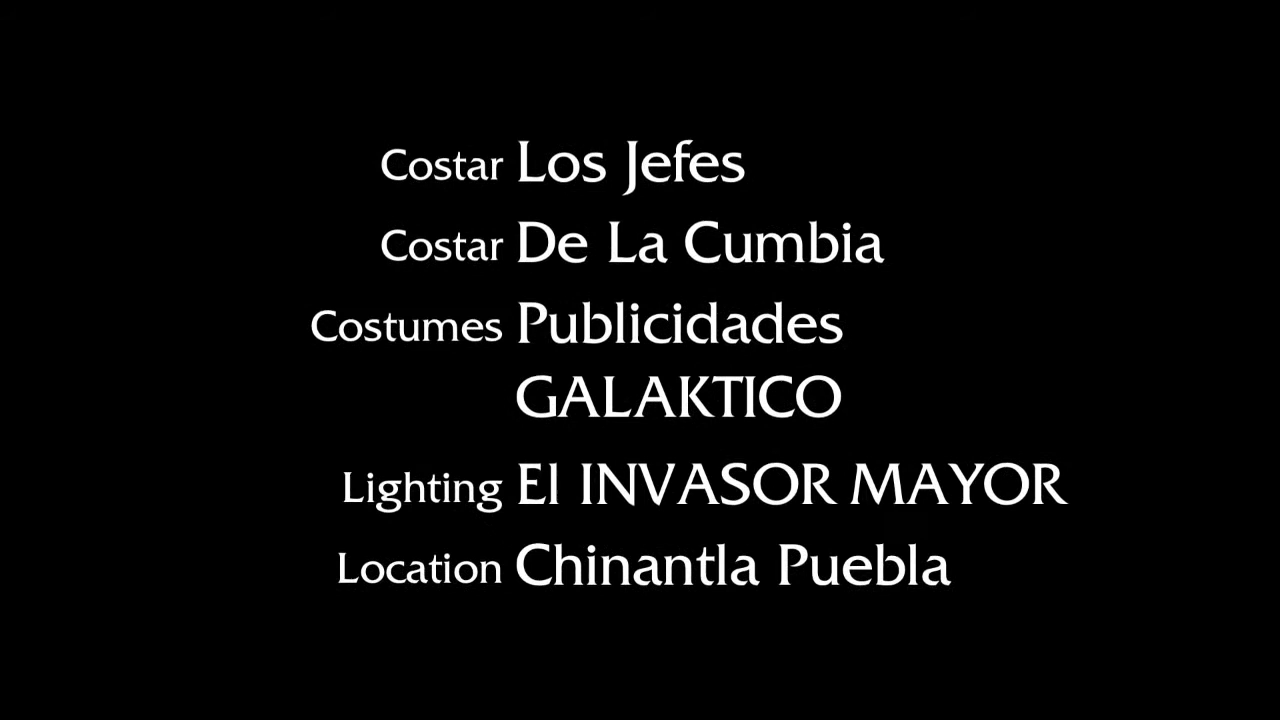 Costar Los Jefes
Costar De La Cumbia
Costumes Publicidades
GALAKTICO
Lighting El INVASOR MAYOR
Location Chinantla Puebla